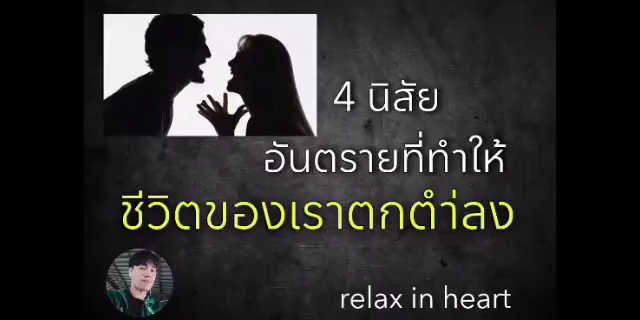 4 นิสัย
อันตรายที่ทำให้
ชีวิตของเราตกต่ำลง
relax in heart